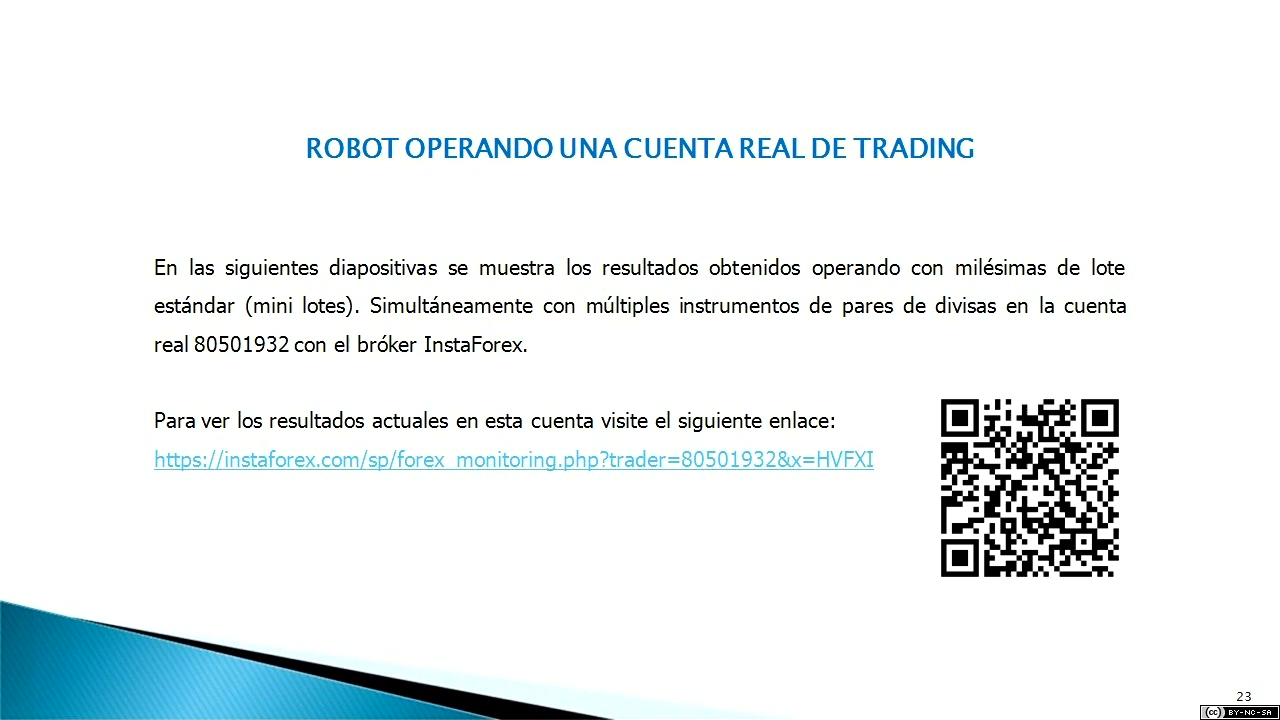 ROBOT OPERANDO UNA CUENTA REAL DE TRADING
En las siguientes diapositivas se muestra los resultados obtenidos operando con milésimas de lote
estándar (mini lotes). Simultáneamente con múltiples instrumentos de pares de divisas en la cuenta
real 80501932 con el bróker InstaForex.
Para ver los resultados actuales en esta cuenta visite el siguiente enlace:
https://instaforex.com/sp/forex_monitoring.php?trader=80501932&x=HVFXI
23
cc BY-NC-SA